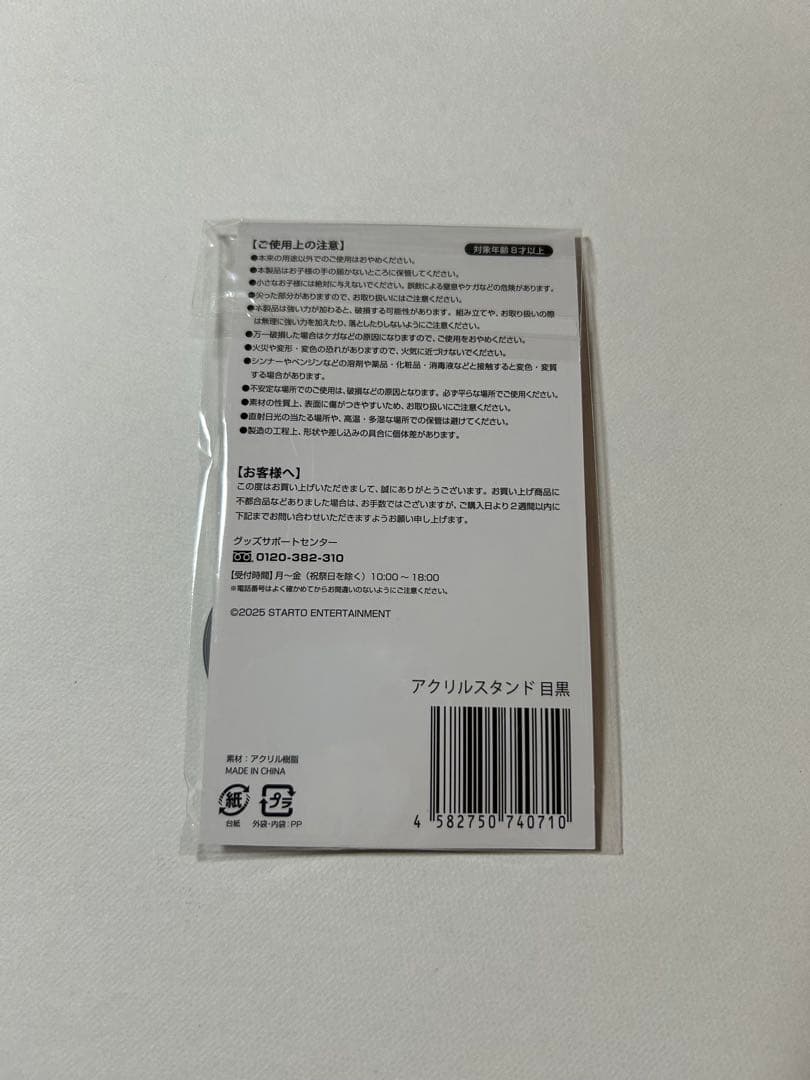 【ご使用上の注意】
対象年齢8才以上
●本来の用途以外でのご使用はおやめください。
●本製品はお子様の手の届かないところに保管してください。
●小さなお子様には絶対に与えないでください。誤飲による窒息やケガなどの危険があります。
●尖った部分がありますので、お取り扱いにはご注意ください。
●本製品は強い力が加わると、破損する可能性があります。組み立てや、お取り扱いの際
は無理に強い力を加えたり、落としたりしないようにご注意ください。
●万一破損した場合はケガなどの原因になりますので、ご使用をおやめください。
●火災や変形・変色の恐れがありますので、火気に近づけないでください。
●シンナーやベンジンなどの溶剤や薬品・化粧品・消毒液などと接触すると変色・変質
する場合があります。
●不安定な場所でのご使用は、破損などの原因となります。必ず平らな場所でご使用ください。
●素材の性質上、表面に傷がつきやすいため、お取り扱いにご注意ください。
●直射日光の当たる場所や、高温・多湿な場所での保管は避けてください。
●製造の工程上、形状や差し込みの具合に個体差があります。
【お客様へ】
この度はお買い上げいただきまして、誠にありがとうございます。お買い上げ商品に
不都合品などありました場合は、お手数ではございますが、ご購入日より2週間以内に
下記までお問い合わせいただきますようお願い申し上げます。
グッズサポートセンター
0120-382-310
【受付時間】月〜金（祝祭日を除く）10:00〜18:00
※電話番号はよく確かめてからお間違いのないようにご注意ください。
©2025 STARTO ENTERTAINMENT
アクリルスタンド 目黒
素材：アクリル樹脂
MADE IN CHINA
紙 プラ
台紙 外袋・内袋：PP
4 582750 740710